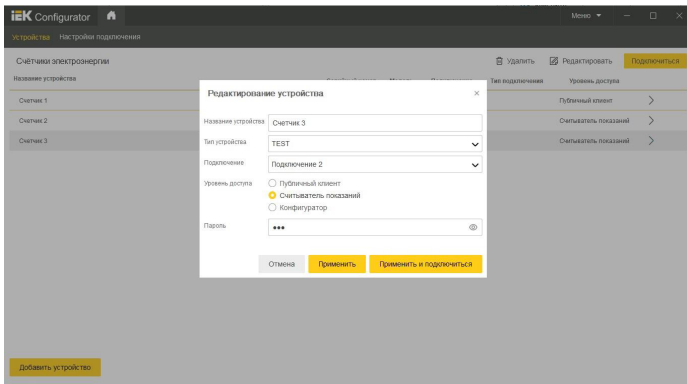 IEK Configurator
Меню
Устройства Настройки подключения
Счётчики электроэнергии
Удалить
Редактировать
Подключиться
Название устройства
Тип подключения
Уровень доступа
Счетчик 1
Публичный клиент
Счетчик 2
Считыватель показаний
Счетчик 3
Считыватель показаний
Редактирование устройства
Название устройства Счетчик 3
Тип устройства TEST
Подключение Подключение 2
Уровень доступа Публичный клиент
Считыватель показаний
Конфигуратор
Пароль
Отмена Применить Применить и подключиться
Добавить устройство